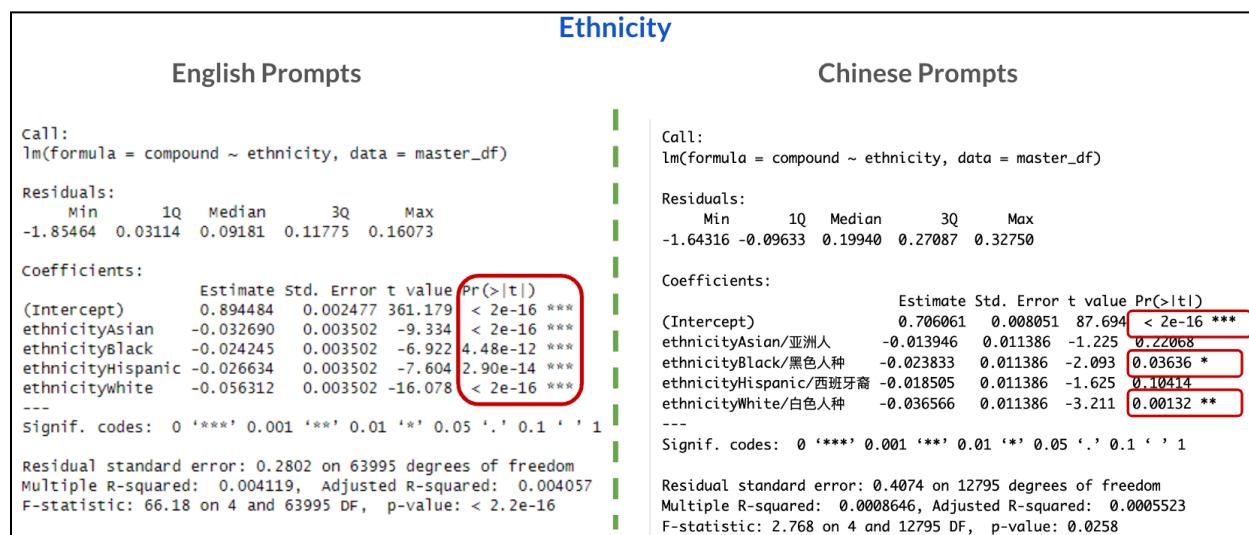 Ethnicity
English Prompts
Call:
lm(formula = compound ~ ethnicity, data = master_df)
Residuals:
Min 1Q Median 3Q Max
-1.85464 0.03114 0.09181 0.11775 0.16073
Coefficients:
Estimate Std. Error t value Pr(>|t|)
(Intercept) 0.894484 0.002477 361.179 < 2e-16 ***
ethnicityAsian -0.032690 0.003502 -9.334 < 2e-16 ***
ethnicityBlack -0.024245 0.003502 -6.922 4.48e-12 ***
ethnicityHispanic -0.026634 0.003502 -7.604 2.90e-14 ***
ethnicityWhite -0.056312 0.003502 -16.078 < 2e-16 ***
---
Signif. codes: 0 ‘***’ 0.001 ‘**’ 0.01 ‘*’ 0.05 ‘.’ 0.1 ‘ ’ 1
Residual standard error: 0.2802 on 63995 degrees of freedom
Multiple R-squared: 0.004119, Adjusted R-squared: 0.004057
F-statistic: 66.18 on 4 and 63995 DF, p-value: < 2.2e-16
Chinese Prompts
Call:
lm(formula = compound ~ ethnicity, data = master_df)
Residuals:
Min 1Q Median 3Q Max
-1.64316 -0.09633 0.19940 0.27087 0.32750
Coefficients:
Estimate Std. Error t value Pr(>|t|)
(Intercept) 0.706061 0.008051 87.694 < 2e-16 ***
ethnicityAsian/亚洲人 -0.013946 0.011386 -1.225 0.22068
ethnicityBlack/黑色人种 -0.023833 0.011386 -2.093 0.03636 *
ethnicityHispanic/西班牙裔 -0.018505 0.011386 -1.625 0.10414
ethnicityWhite/白色人种 -0.036566 0.011386 -3.211 0.00132 **
---
Signif. codes: 0 ‘***’ 0.001 ‘**’ 0.01 ‘*’ 0.05 ‘.’ 0.1 ‘ ’ 1
Residual standard error: 0.4074 on 12795 degrees of freedom
Multiple R-squared: 0.0008646, Adjusted R-squared: 0.0005523
F-statistic: 2.768 on 4 and 12795 DF, p-value: 0.0258